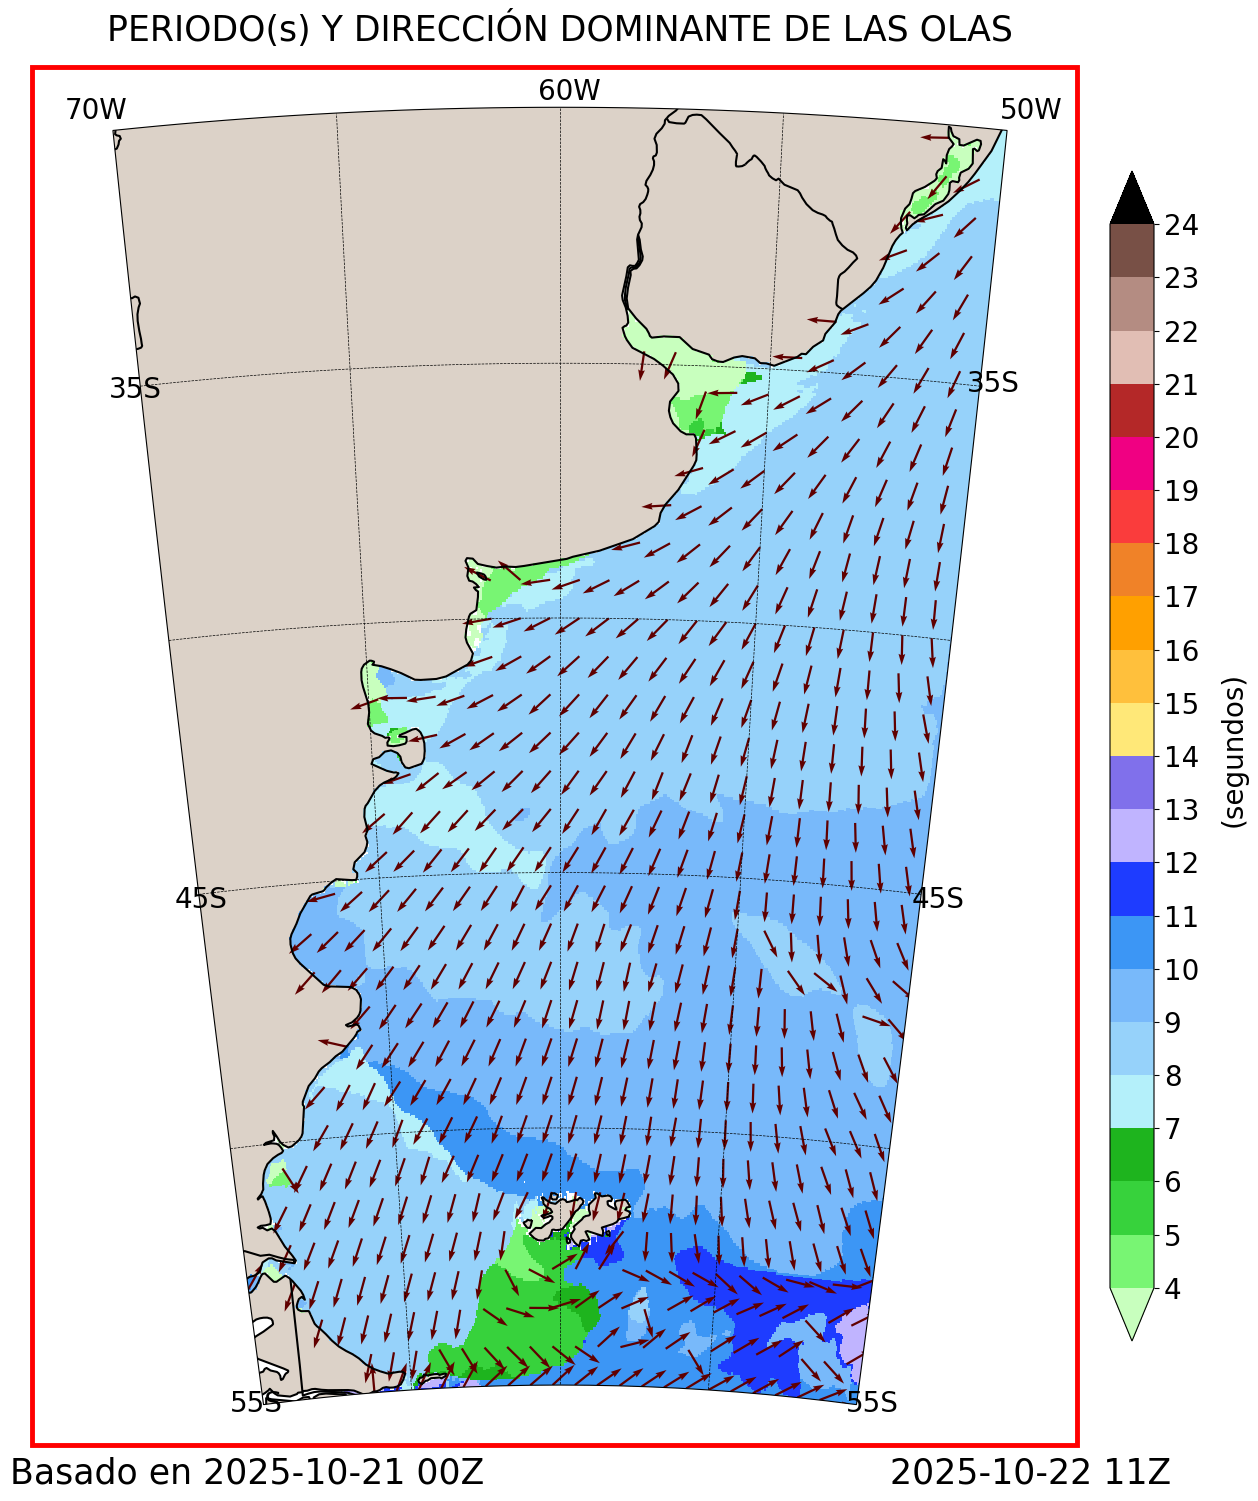 PERIODO(s) Y DIRECCIÓN DOMINANTE DE LAS OLAS
70W
60W
50W
35S
35S
45S
45S
55S
55S
24
23
22
21
20
19
18
17
16
15
14
13
12
11
10
9
8
7
6
5
4
(segundos)
Basado en 2025-10-21 00Z
2025-10-22 11Z